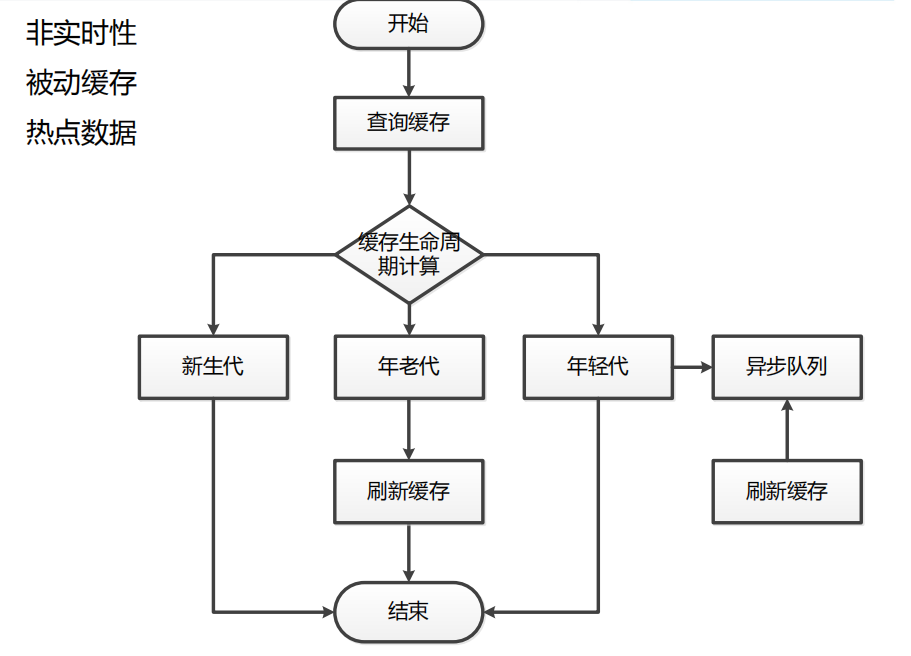 非实时性
被动缓存
热点数据
开始
查询缓存
缓存生命周
期计算
新生代
年老代
年轻代
异步队列
刷新缓存
刷新缓存
结束